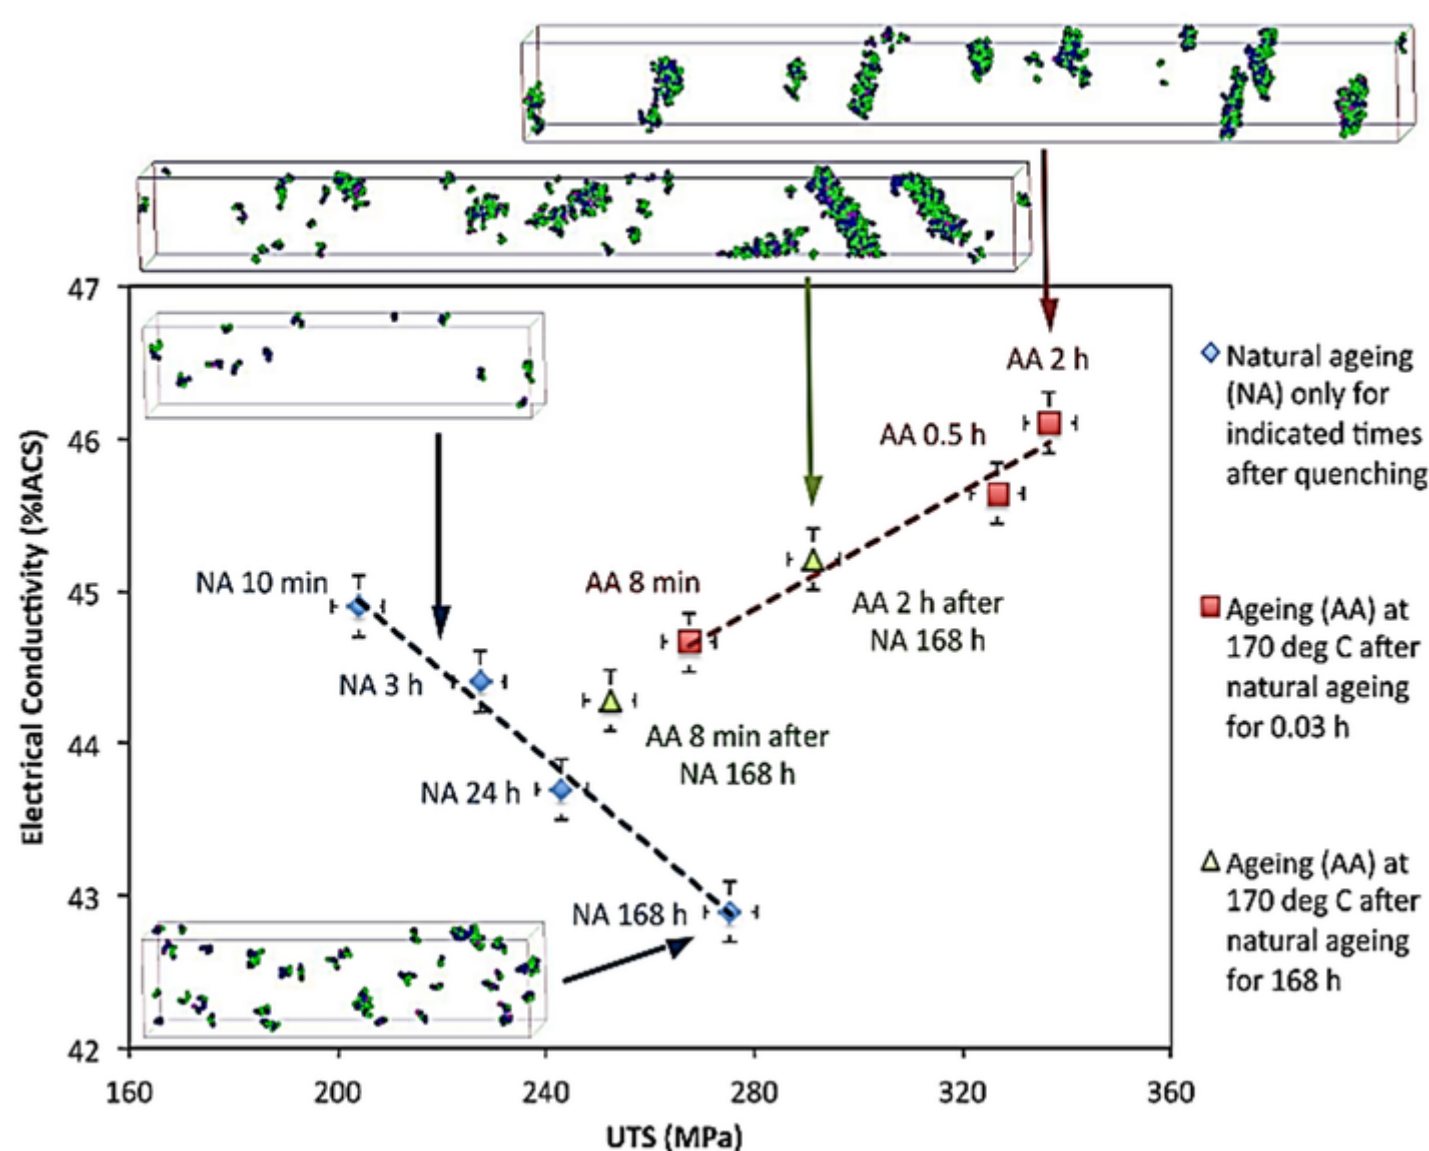 47
46
45
44
43
42
160
200
240
280
320
360
Electrical Conductivity (%IACS)
UTS (MPa)
AA 2 h
AA 0.5 h
NA 10 min
AA 8 min
AA 2 h after
NA 168 h
NA 3 h
AA 8 min after
NA 168 h
NA 24 h
NA 168 h
Natural ageing
(NA) only for
indicated times
after quenching
Ageing (AA) at
170 deg C after
natural ageing
for 0.03 h
Ageing (AA) at
170 deg C after
natural ageing
for 168 h